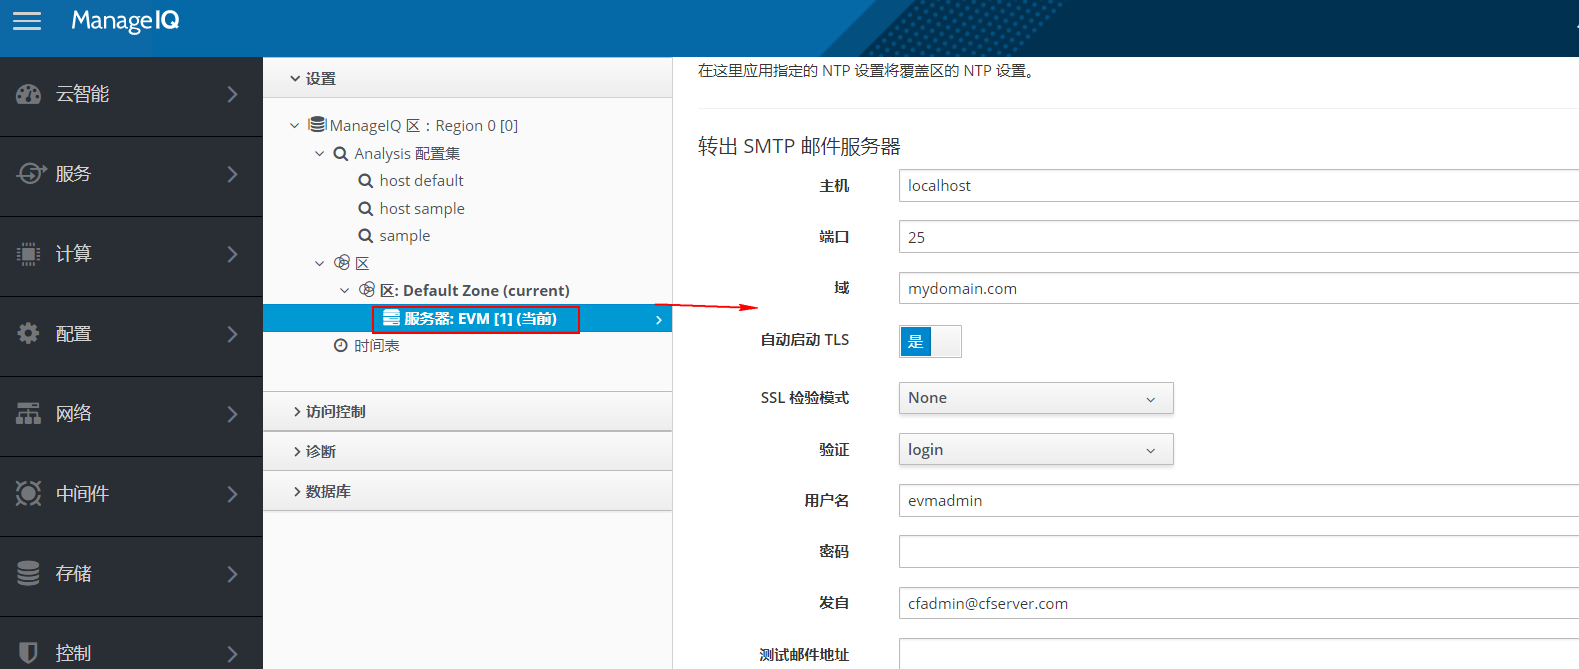 ManageIQ
云智能
服务
计算
配置
网络
中间件
存储
控制
设置
ManageIQ 区：Region 0 [0]
Analysis 配置集
host default
host sample
sample
区
区: Default Zone (current)
服务器: EVM [1] (当前)
时间表
访问控制
诊断
数据库
在这里应用指定的 NTP 设置将覆盖区的 NTP 设置。
转出 SMTP 邮件服务器
主机 localhost
端口 25
域 mydomain.com
自动启动 TLS 是
SSL 检验模式 None
验证 login
用户名 evmadmin
密码
发自 cfadmin@cfserver.com
测试邮件地址